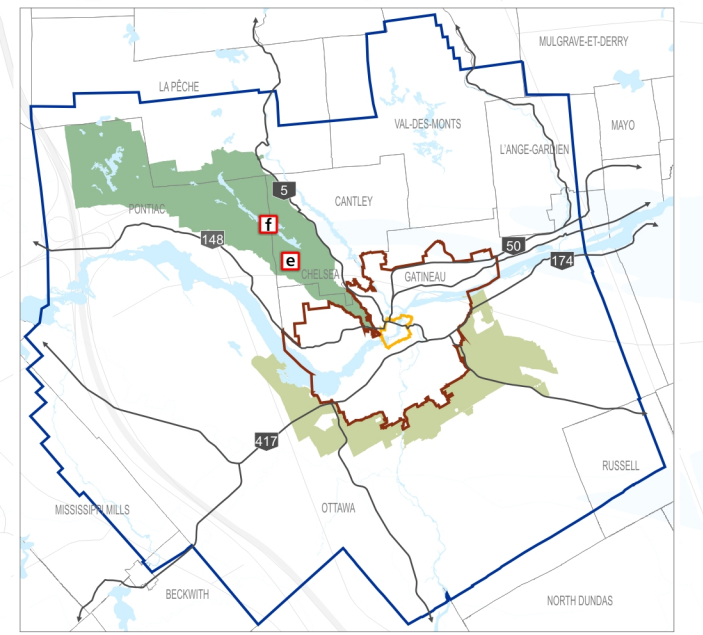 MULGRAVE-ET-DERRY
LA PÊCHE
VAL-DES-MONTS
MAYO
L'ANGE-GARDIEN
5
CANTLEY
PONTIAC
f
148
50
e
174
CHELSEA
GATINEAU
417
RUSSELL
MISSISSIPPI MILLS
OTTAWA
BECKWITH
NORTH DUNDAS